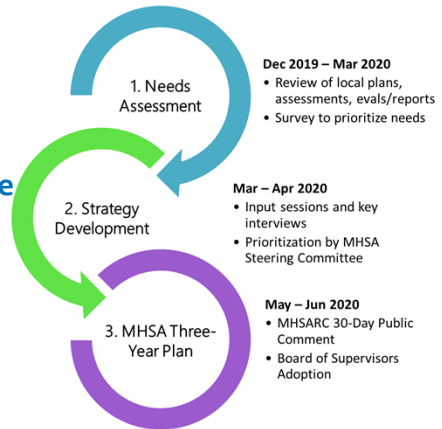 1. Needs
Assessment
Dec 2019 – Mar 2020
• Review of local plans,
assessments, evals/reports
• Survey to prioritize needs
e
2. Strategy
Development
Mar – Apr 2020
• Input sessions and key
interviews
• Prioritization by MHSA
Steering Committee
3. MHSA Three-
Year Plan
May – Jun 2020
• MHSARC 30-Day Public
Comment
• Board of Supervisors
Adoption